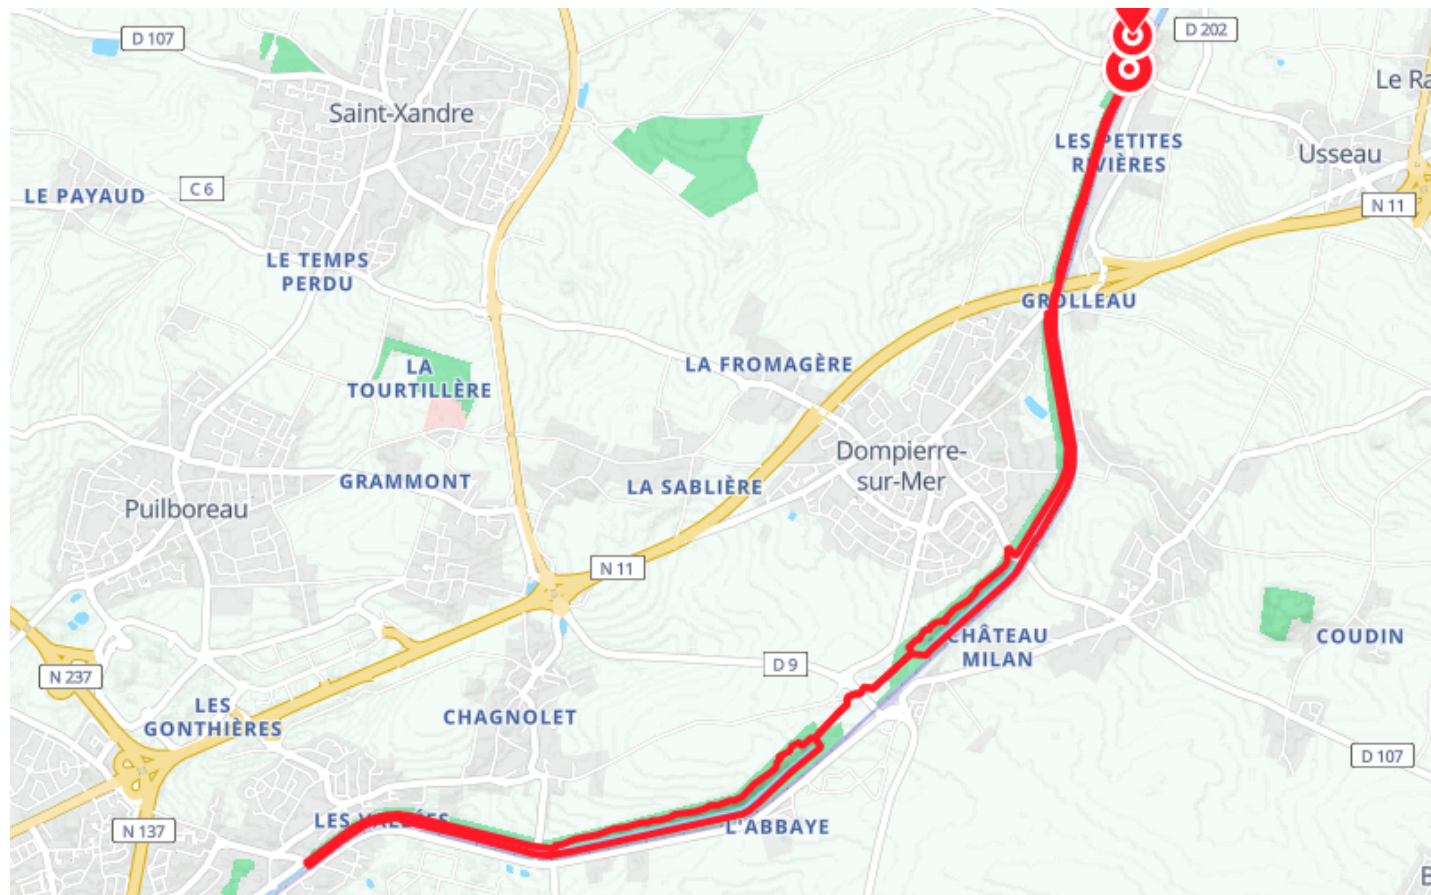 D 107
D 202
Saint-Xandre
Le Ra
LES PETITES
RIVIÈRES
Usseau
LE PAYAUD
C 6
N 11
LE TEMPS
PERDU
GROLLEAU
LA
TOURTILLÈRE
LA FROMAGÈRE
Dompierre-
sur-Mer
GRAMMONT
LA SABLIÈRE
Puilboreau
N 11
CHÂTEAU
MILAN
COUDIN
D 9
N 237
LES
GONTHIÈRES
CHAGNOLET
D 107
LES VALLÉES
N 137
L'ABBAYE
B